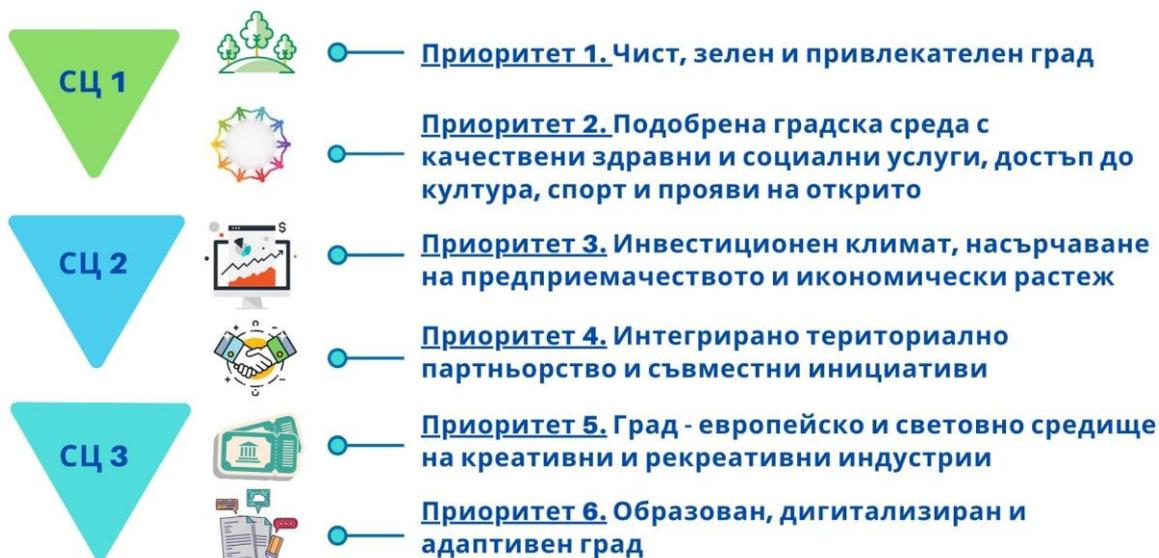 СЦ 1
Приоритет 1. Чист, зелен и привлекателен град
Приоритет 2. Подобрена градска среда с
качествени здравни и социални услуги, достъп до
култура, спорт и прояви на открито
СЦ 2
$
Приоритет 3. Инвестиционен климат, насърчаване
на предприемачеството и икономически растеж
Приоритет 4. Интегрирано териториално
партньорство и съвместни инициативи
СЦ 3
Приоритет 5. Град - европейско и световно средище
на креативни и рекреативни индустрии
Приоритет 6. Образован, дигитализиран и
адаптивен град